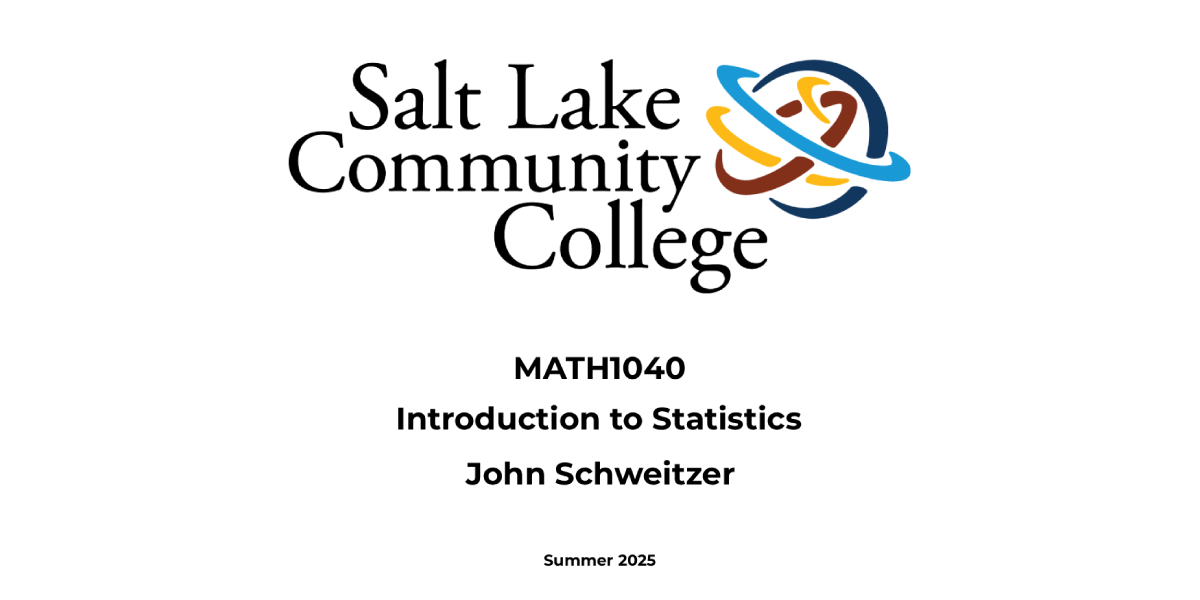 Salt Lake
Community
College
MATH1040
Introduction to Statistics
John Schweitzer
Summer 2025